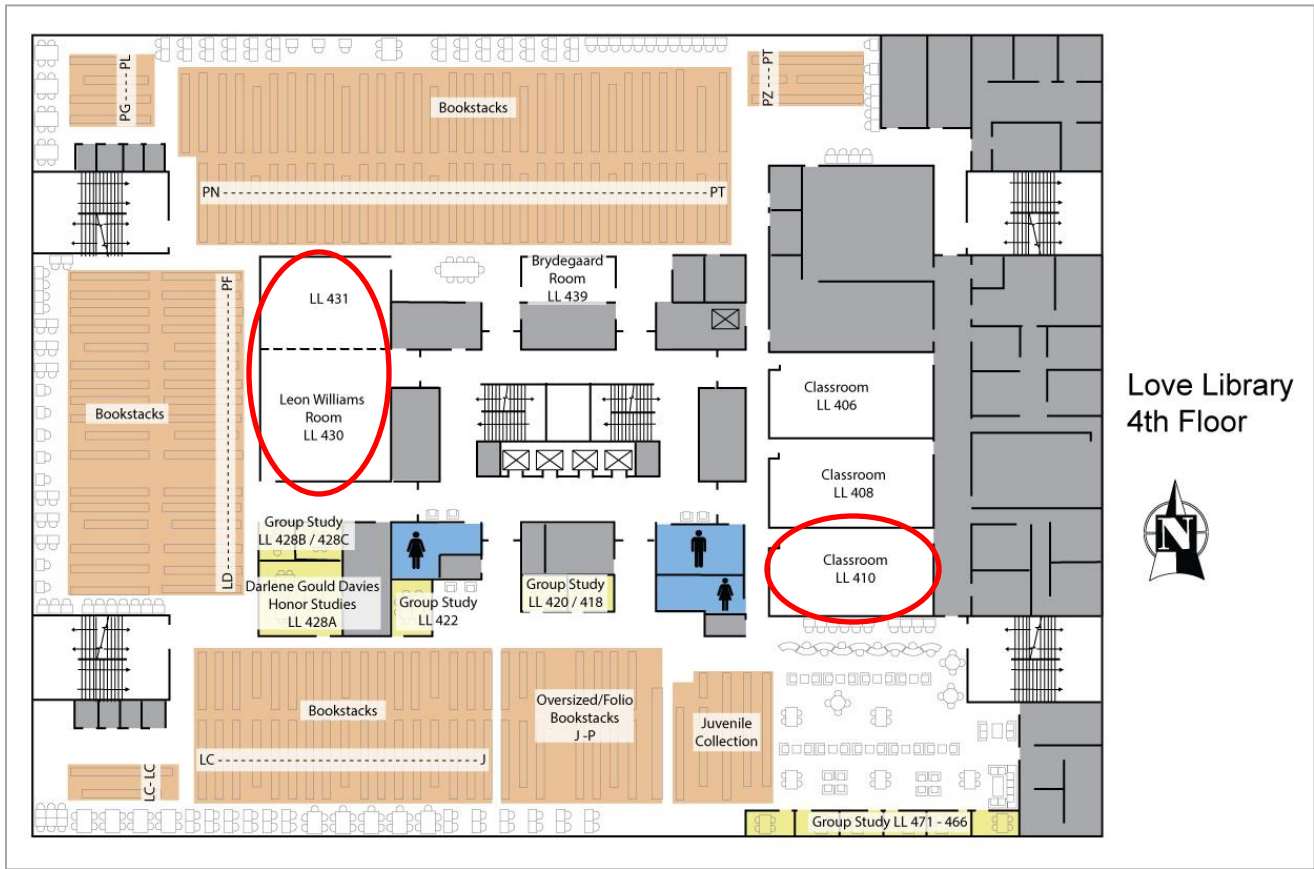 PG - - - - - - PL
Bookstacks
PZ - - - - PT
PN - - - - - - - - - - - - - - - - - - - - - - - - - - - - - - PT
LL 431
Brydegaard
Room
LL 439
LD - - - - - - - - - - - - - - - - - - PF
Bookstacks
Leon Williams
Room
LL 430
Classroom
LL 406
Love Library
4th Floor
Classroom
LL 408
N
Group Study
LL 428B / 428C
Darlene Gould Davies
Honor Studies
LL 428A
Group Study
LL 422
Group Study
LL 420 / 418
Classroom
LL 410
Bookstacks
LC - - - - - - - - - - - - - - - - - - J
Oversized/Folio
Bookstacks
J -P
Juvenile
Collection
LC- LC
Group Study LL 471 - 466